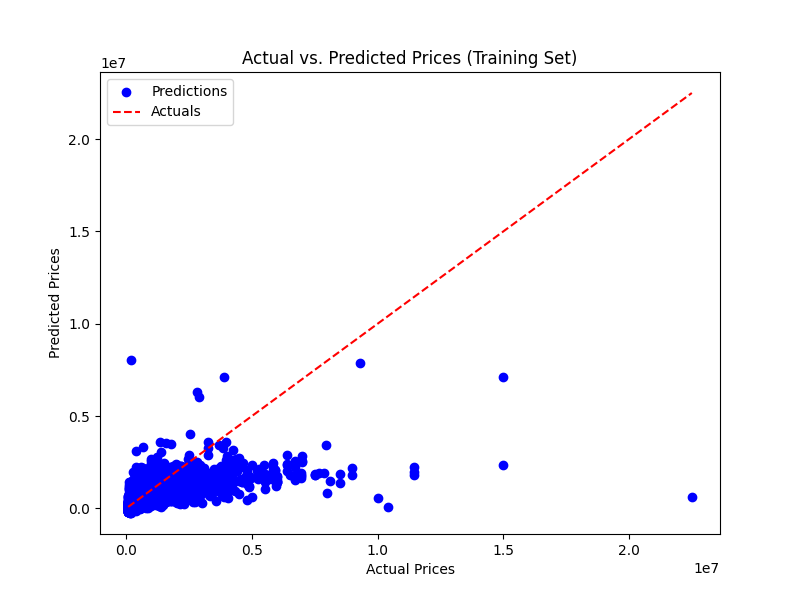 Actual vs. Predicted Prices (Training Set)
1e7
Predictions
Actuals
2.0
1.5
1.0
0.5
0.0
Predicted Prices
0.0 0.5 1.0 1.5 2.0
1e7
Actual Prices